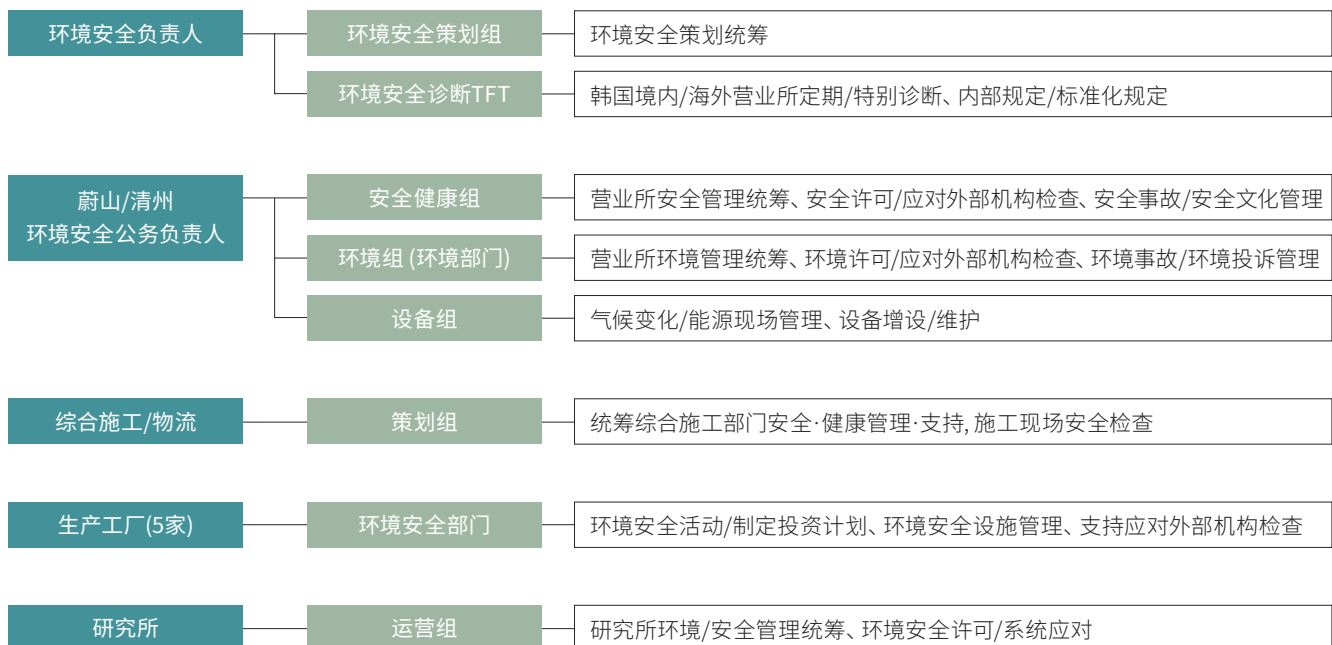 环境安全负责人
环境安全策划组
环境安全策划统筹
环境安全诊断TFT
韩国境内/海外营业所定期/特别诊断、内部规定/标准化规定
蔚山/清州
环境安全公务负责人
安全健康组
营业所安全管理统筹、安全许可/应对外部机构检查、安全事故/安全文化管理
环境组 (环境部门)
营业所环境管理统筹、环境许可/应对外部机构检查、环境事故/环境投诉管理
设备组
气候变化/能源现场管理、设备增设/维护
综合施工/物流
策划组
统筹综合施工部门安全·健康管理·支持, 施工现场安全检查
生产工厂(5家)
环境安全部门
环境安全活动/制定投资计划、环境安全设施管理、支持应对外部机构检查
研究所
运营组
研究所环境/安全管理统筹、环境安全许可/系统应对